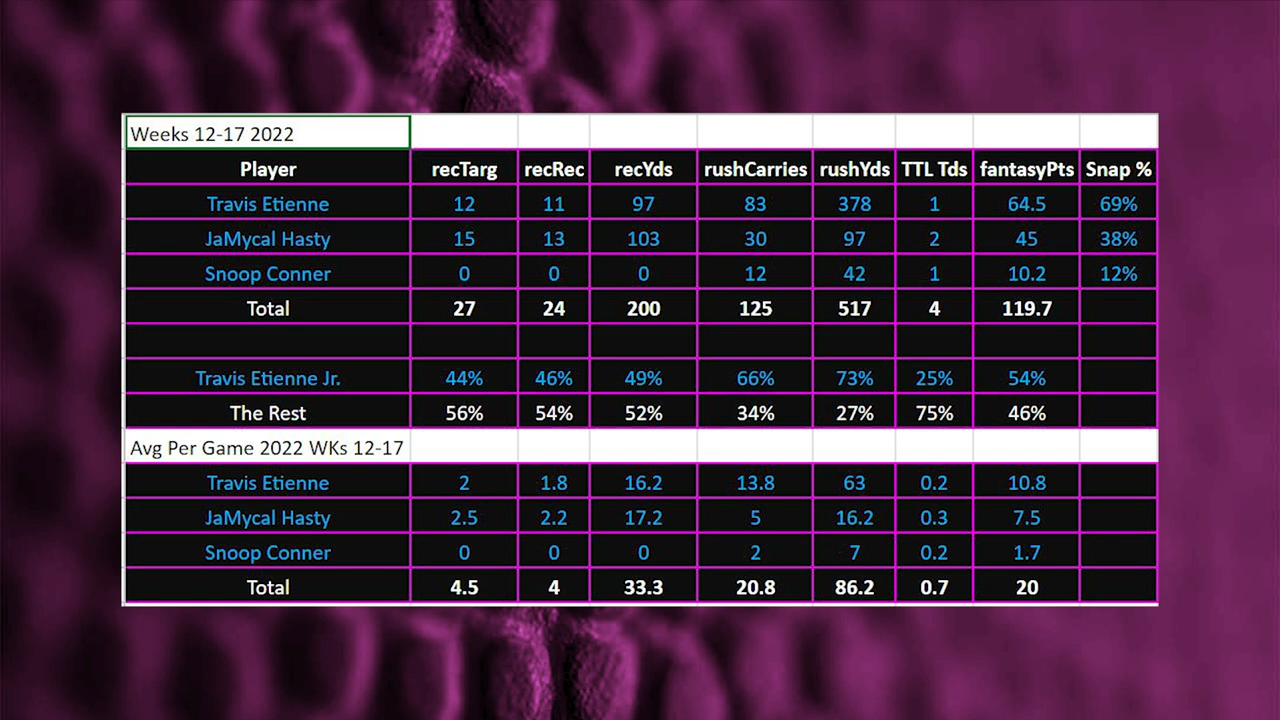 Weeks 12-17 2022
Player recTarg recRec recYds rushCarries rushYds TTL Tds fantasyPts Snap %
Travis Etienne 12 11 97 83 378 1 64.5 69%
JaMycal Hasty 15 13 103 30 97 2 45 38%
Snoop Conner 0 0 0 12 42 1 10.2 12%
Total 27 24 200 125 517 4 119.7
Travis Etienne Jr. 44% 46% 49% 66% 73% 25% 54%
The Rest 56% 54% 52% 34% 27% 75% 46%
Avg Per Game 2022 WKs 12-17
Travis Etienne 2 1.8 16.2 13.8 63 0.2 10.8
JaMycal Hasty 2.5 2.2 17.2 5 16.2 0.3 7.5
Snoop Conner 0 0 0 2 7 0.2 1.7
Total 4.5 4 33.3 20.8 86.2 0.7 20